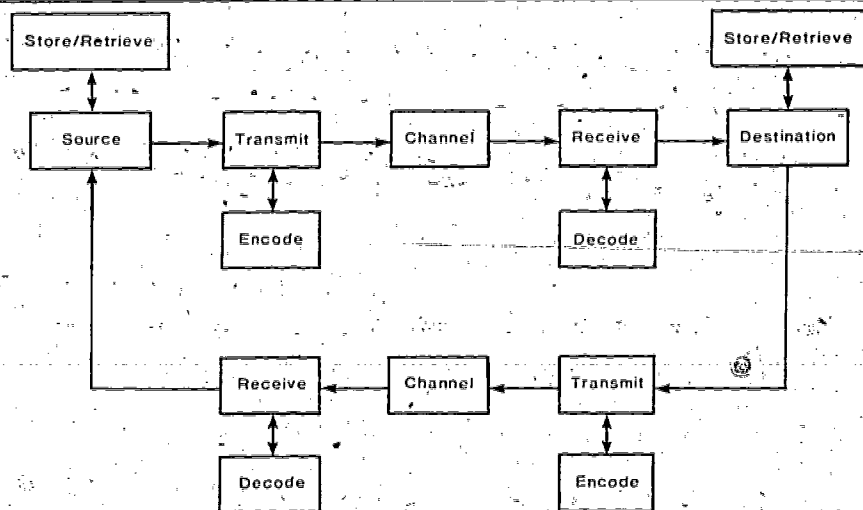 Store/Retrieve
Store/Retrieve
Source
Transmit
Channel
Receive
Destination
Encode
Decode
Receive
Channel
Transmit
Decode
Encode